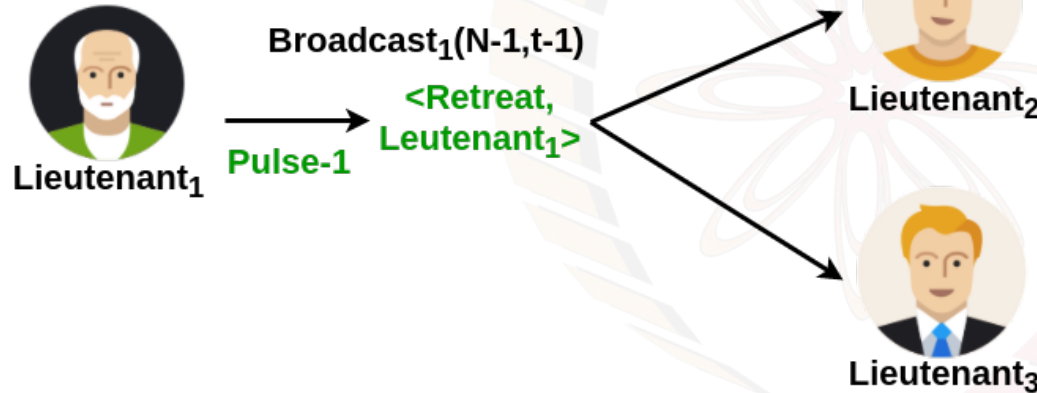 Broadcast₁(N-1,t-1)
<Retreat,
Leutenant₁>
Pulse-1
Lieutenant₁
Lieutenant₂
Lieutenant₃